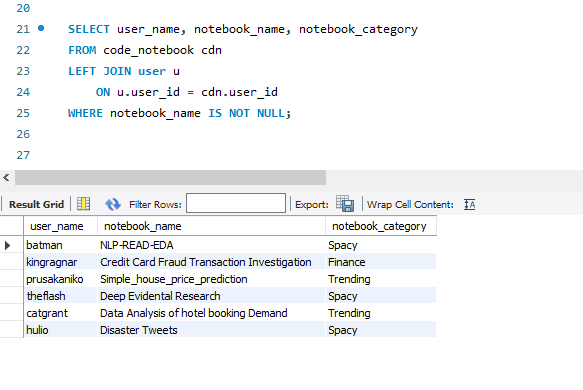 20
21 SELECT user_name, notebook_name, notebook_category
22 FROM code_notebook cdn
23 LEFT JOIN user u
24 ON u.user_id = cdn.user_id
25 WHERE notebook_name IS NOT NULL;
26
27
Result Grid Filter Rows: Export: Wrap Cell Content: IA
user_name notebook_name notebook_category
batman NLP-READ-EDA Spacy
kingragnar Credit Card Fraud Transaction Investigation Finance
prusakaniko Simple_house_price_prediction Trending
theflash Deep Evidental Research Spacy
catgrant Data Analysis of hotel booking Demand Trending
hulio Disaster Tweets Spacy